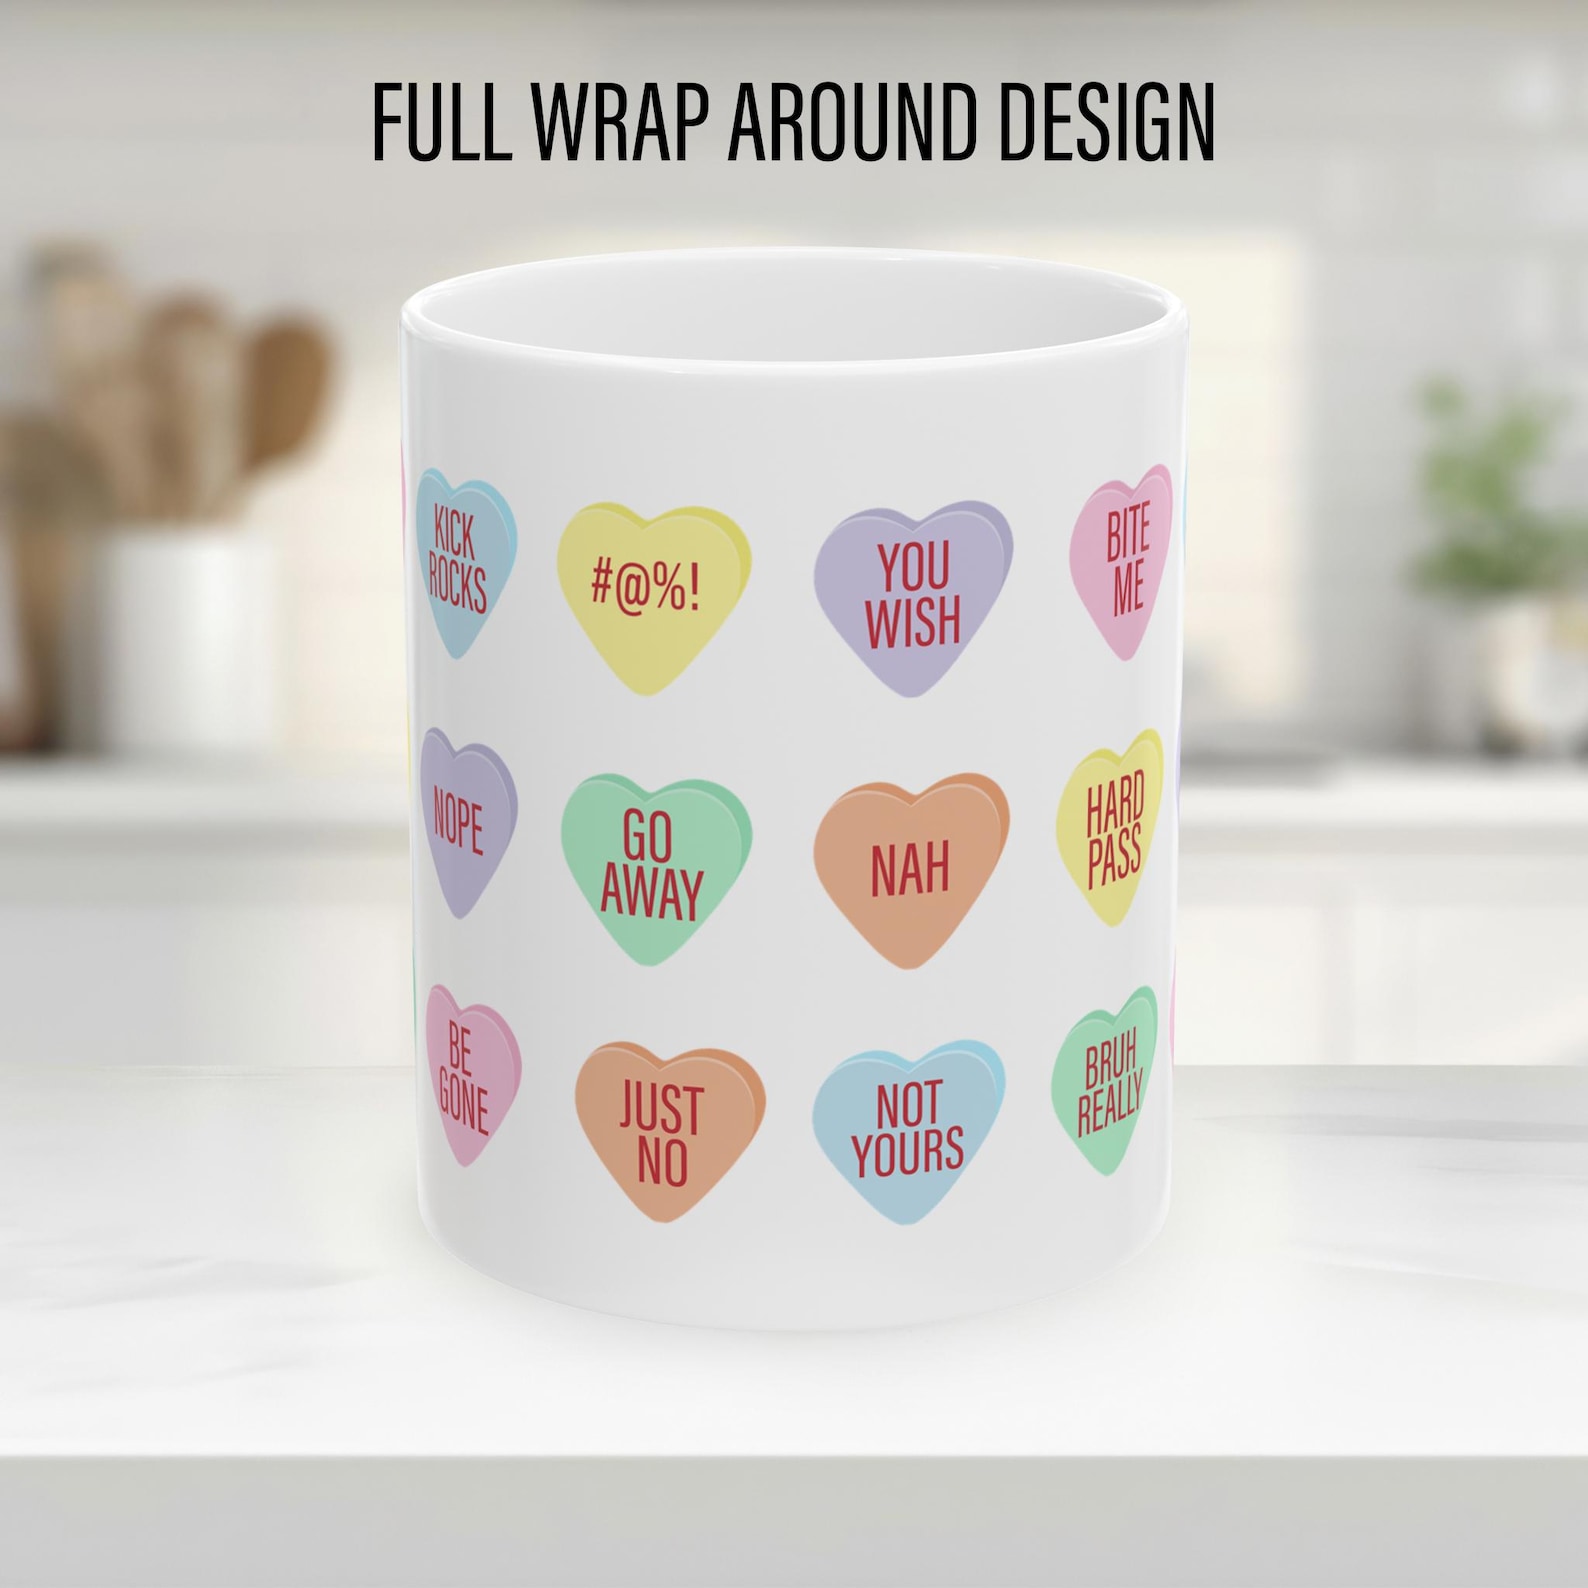 FULL WRAP AROUND DESIGN
KICK
ROCKS
#@%!
YOU
WISH
BITE
ME
NOPE
GO
AWAY
NAH
HARD
PASS
BE
GONE
JUST
NO
NOT
YOURS
BRUH
REALLY